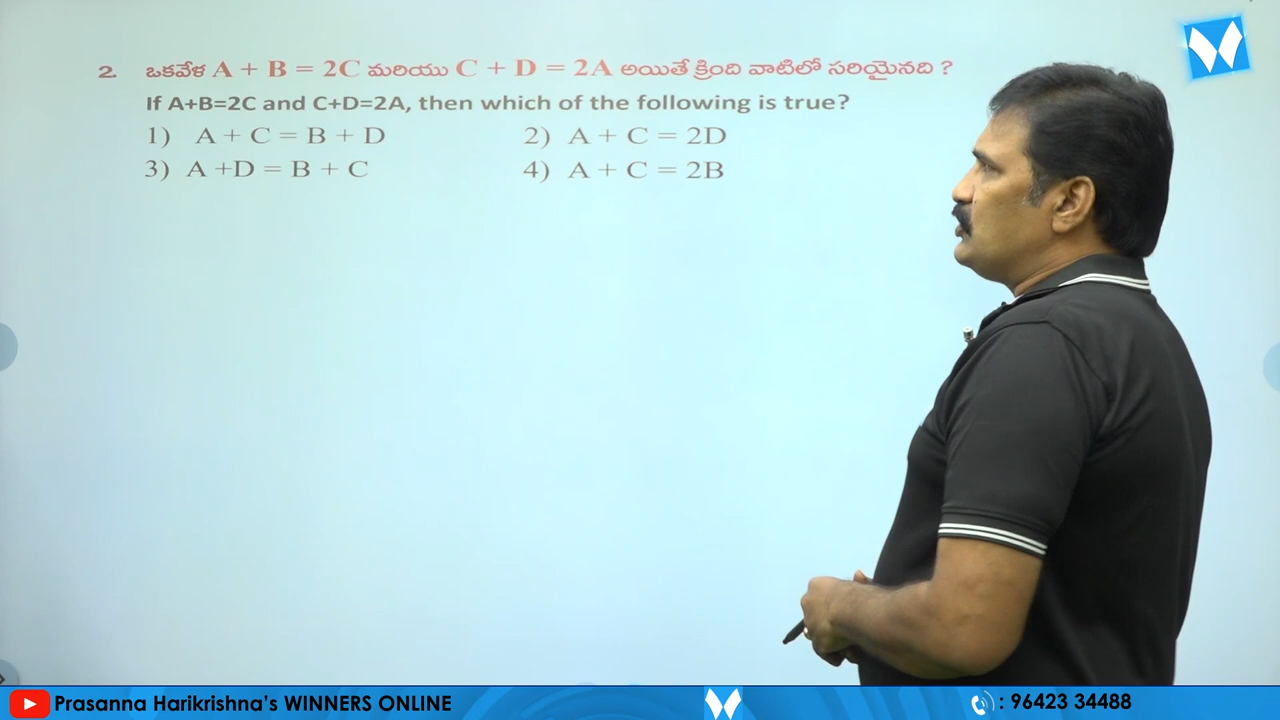 2. ఒకవేళ A + B = 2C మరియు C + D = 2A అయితే క్రింది వాటిలో సరియైనది ?
If A+B=2C and C+D=2A, then which of the following is true?
1) A + C = B + D 2) A + C = 2D
3) A +D = B + C 4) A + C = 2B
Prasanna Harikrishna's WINNERS ONLINE : 96423 34488